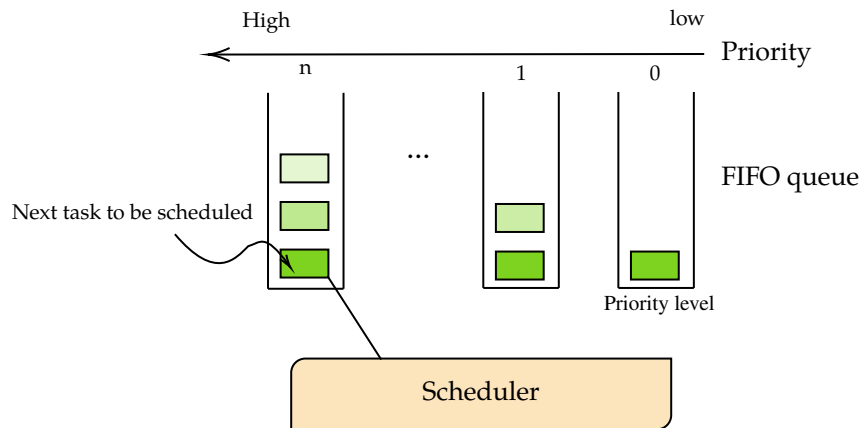 High
low
Priority
n
1
0
...
FIFO queue
Next task to be scheduled
Priority level
Scheduler